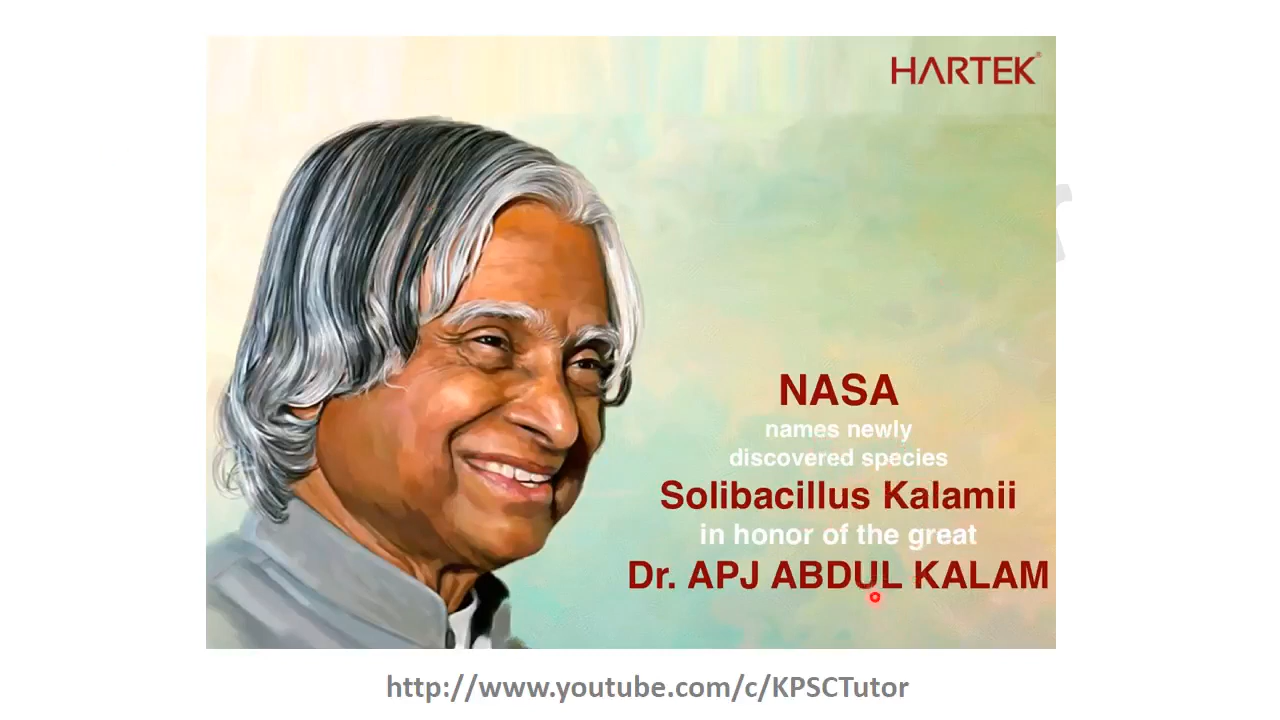 HARTEK®
NASA
names newly
discovered species
Solibacillus Kalamii
in honor of the great
Dr. APJ ABDUL KALAM
http://www.youtube.com/c/KPSCTutor